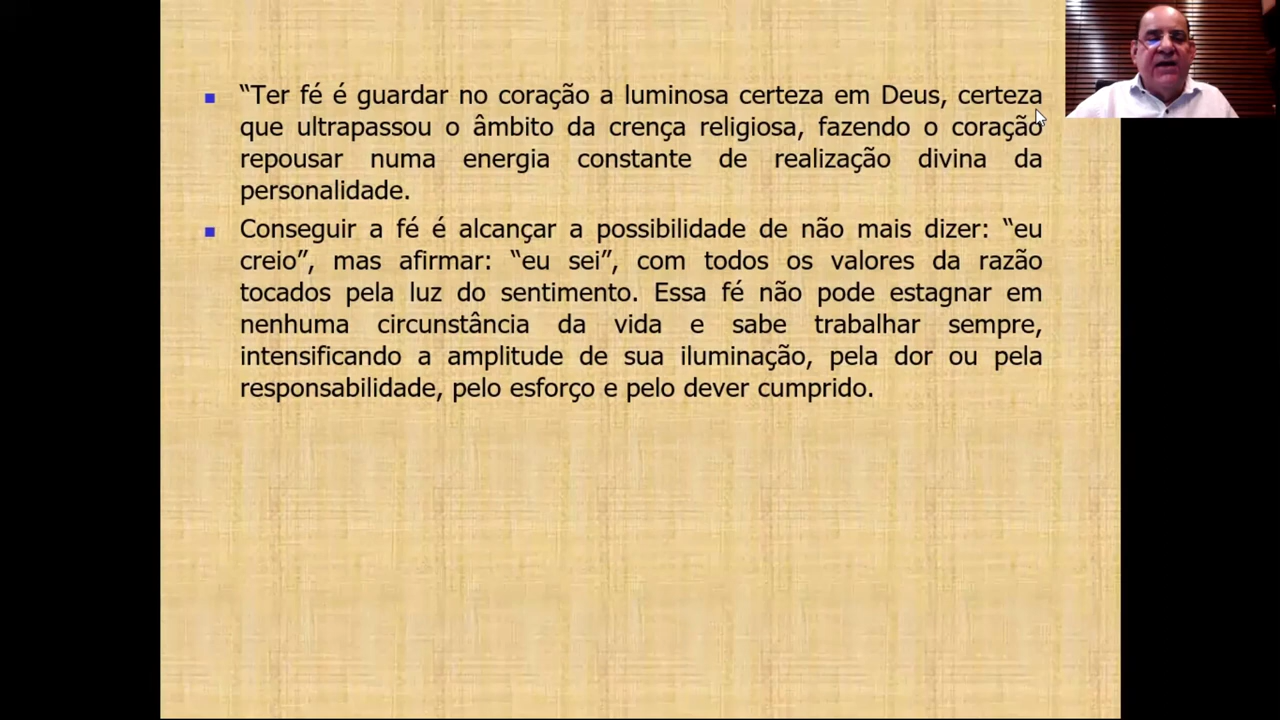 “Ter fé é guardar no coração a luminosa certeza em Deus, certeza
que ultrapassou o âmbito da crença religiosa, fazendo o coração
repousar numa energia constante de realização divina da
personalidade.
Conseguir a fé é alcançar a possibilidade de não mais dizer: “eu
creio”, mas afirmar: “eu sei”, com todos os valores da razão
tocados pela luz do sentimento. Essa fé não pode estagnar em
nenhuma circunstância da vida e sabe trabalhar sempre,
intensificando a amplitude de sua iluminação, pela dor ou pela
responsabilidade, pelo esforço e pelo dever cumprido.